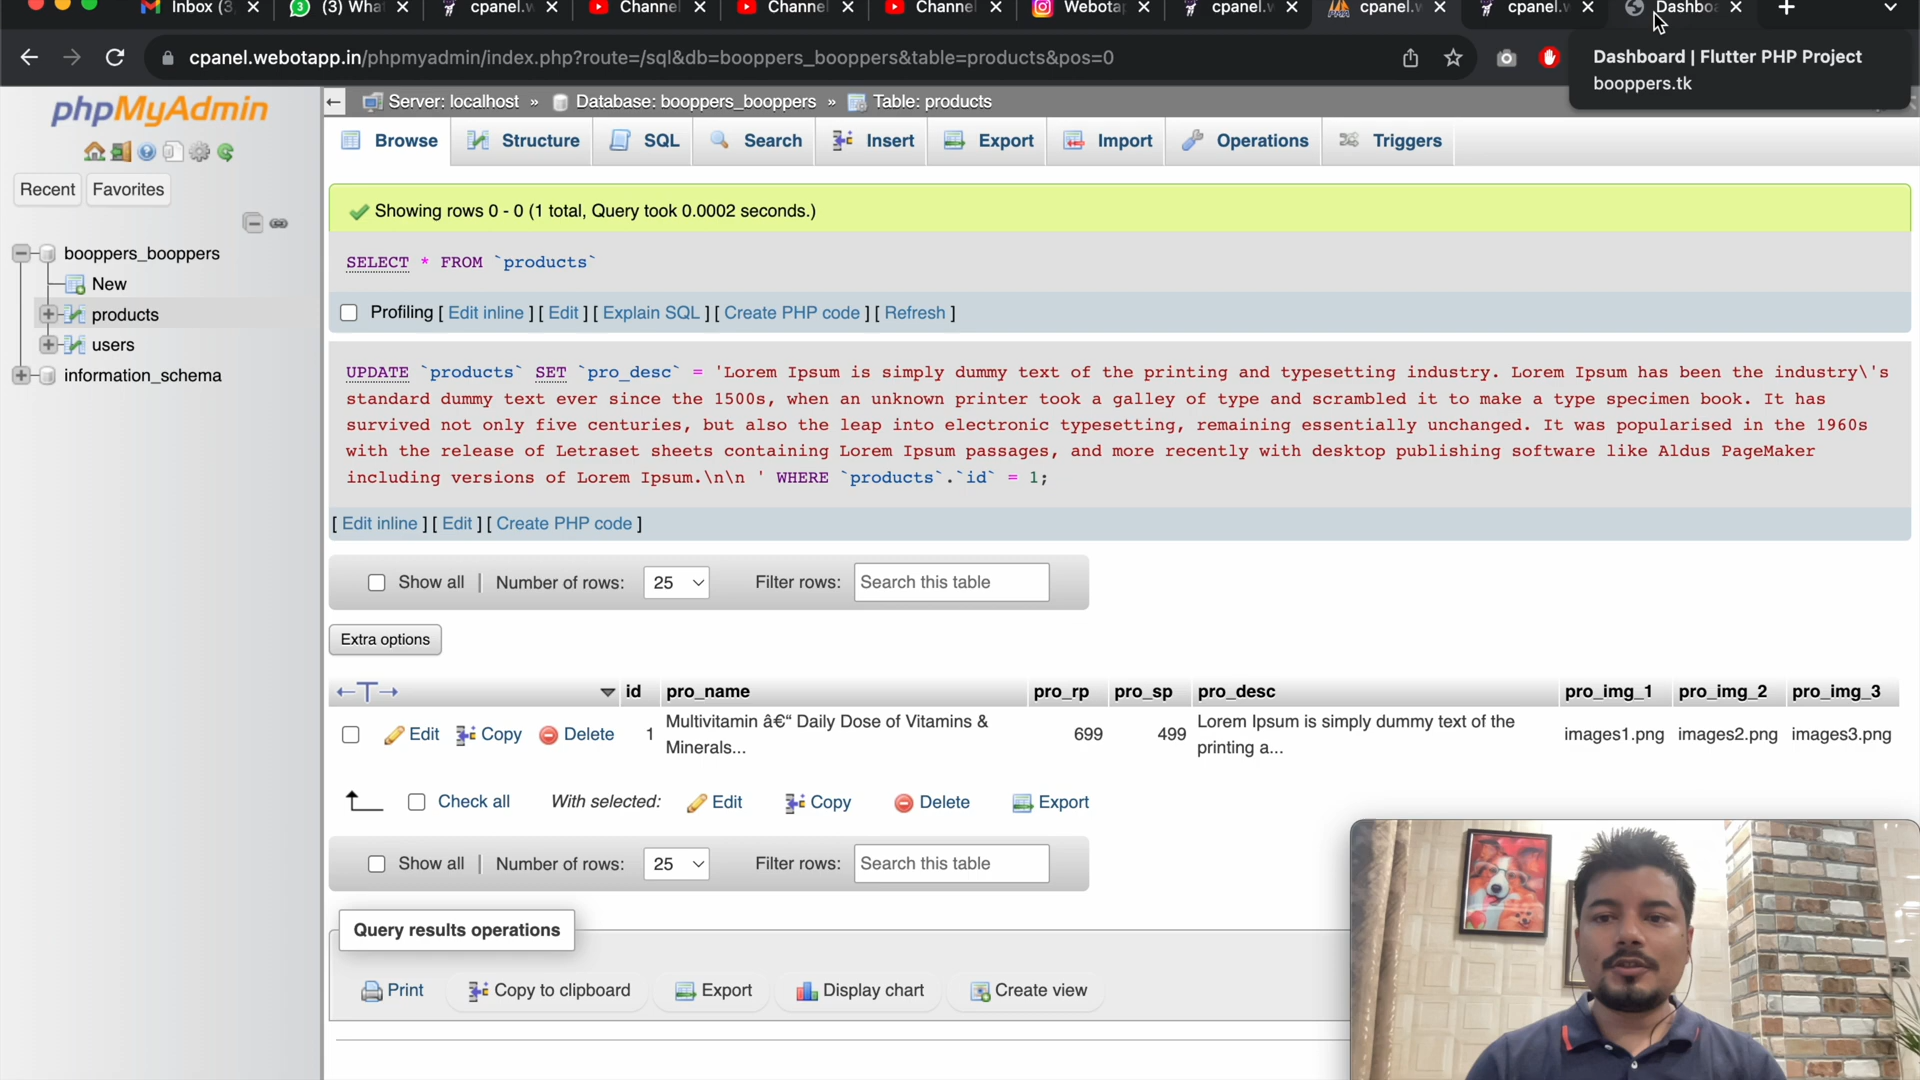 Inbox (3,
(3) Wha
cpanel.w
Channel
Channel
Channel
Webotap
cpanel.w
cpanel.w
cpanel.w
Dashboa
cpanel.webotapp.in/phpmyadmin/index.php?route=/sql&db=booppers_booppers&table=products&pos=0
Dashboard | Flutter PHP Project
booppers.tk
phpMyAdmin
Recent
Favorites
booppers_booppers
New
products
users
information_schema
Server: localhost » Database: booppers_booppers » Table: products
Browse
Structure
SQL
Search
Insert
Export
Import
Operations
Triggers
Showing rows 0 - 0 (1 total, Query took 0.0002 seconds.)
SELECT * FROM `products`
Profiling [ Edit inline ] [ Edit ] [ Explain SQL ] [ Create PHP code ] [ Refresh ]
UPDATE `products` SET `pro_desc` = 'Lorem Ipsum is simply dummy text of the printing and typesetting industry. Lorem Ipsum has been the industry\'s
standard dummy text ever since the 1500s, when an unknown printer took a galley of type and scrambled it to make a type specimen book. It has
survived not only five centuries, but also the leap into electronic typesetting, remaining essentially unchanged. It was popularised in the 1960s
with the release of Letraset sheets containing Lorem Ipsum passages, and more recently with desktop publishing software like Aldus PageMaker
including versions of Lorem Ipsum.\n\n ' WHERE `products`.`id` = 1;
[ Edit inline ] [ Edit ] [ Create PHP code ]
Show all | Number of rows: 25 Filter rows: Search this table
Extra options
id pro_name pro_rp pro_sp pro_desc pro_img_1 pro_img_2 pro_img_3
Edit Copy Delete 1 Multivitamin â€“ Daily Dose of Vitamins & 699 499 Lorem Ipsum is simply dummy text of the images1.png images2.png images3.png
Minerals... printing a...
Check all With selected: Edit Copy Delete Export
Show all | Number of rows: 25 Filter rows: Search this table
Query results operations
Print Copy to clipboard Export Display chart Create view